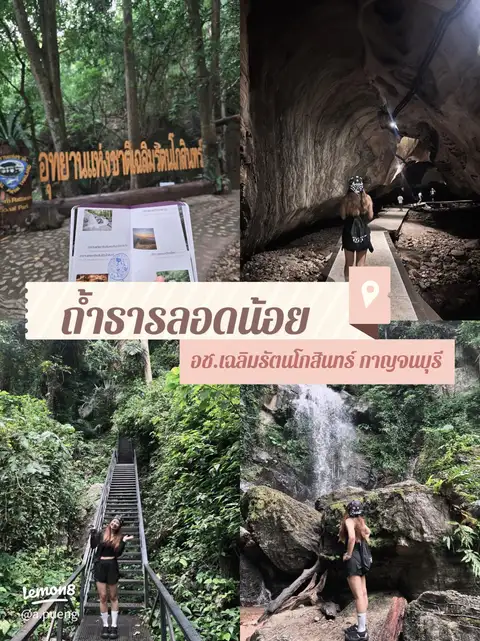 อุทยานแห่งชาติเฉลิมรัตนโกสินทร์
ถ้ำธารลอดน้อย
อช.เฉลิมรัตนโกสินทร์ กาญจนบุรี
lemon8
@a.pueng